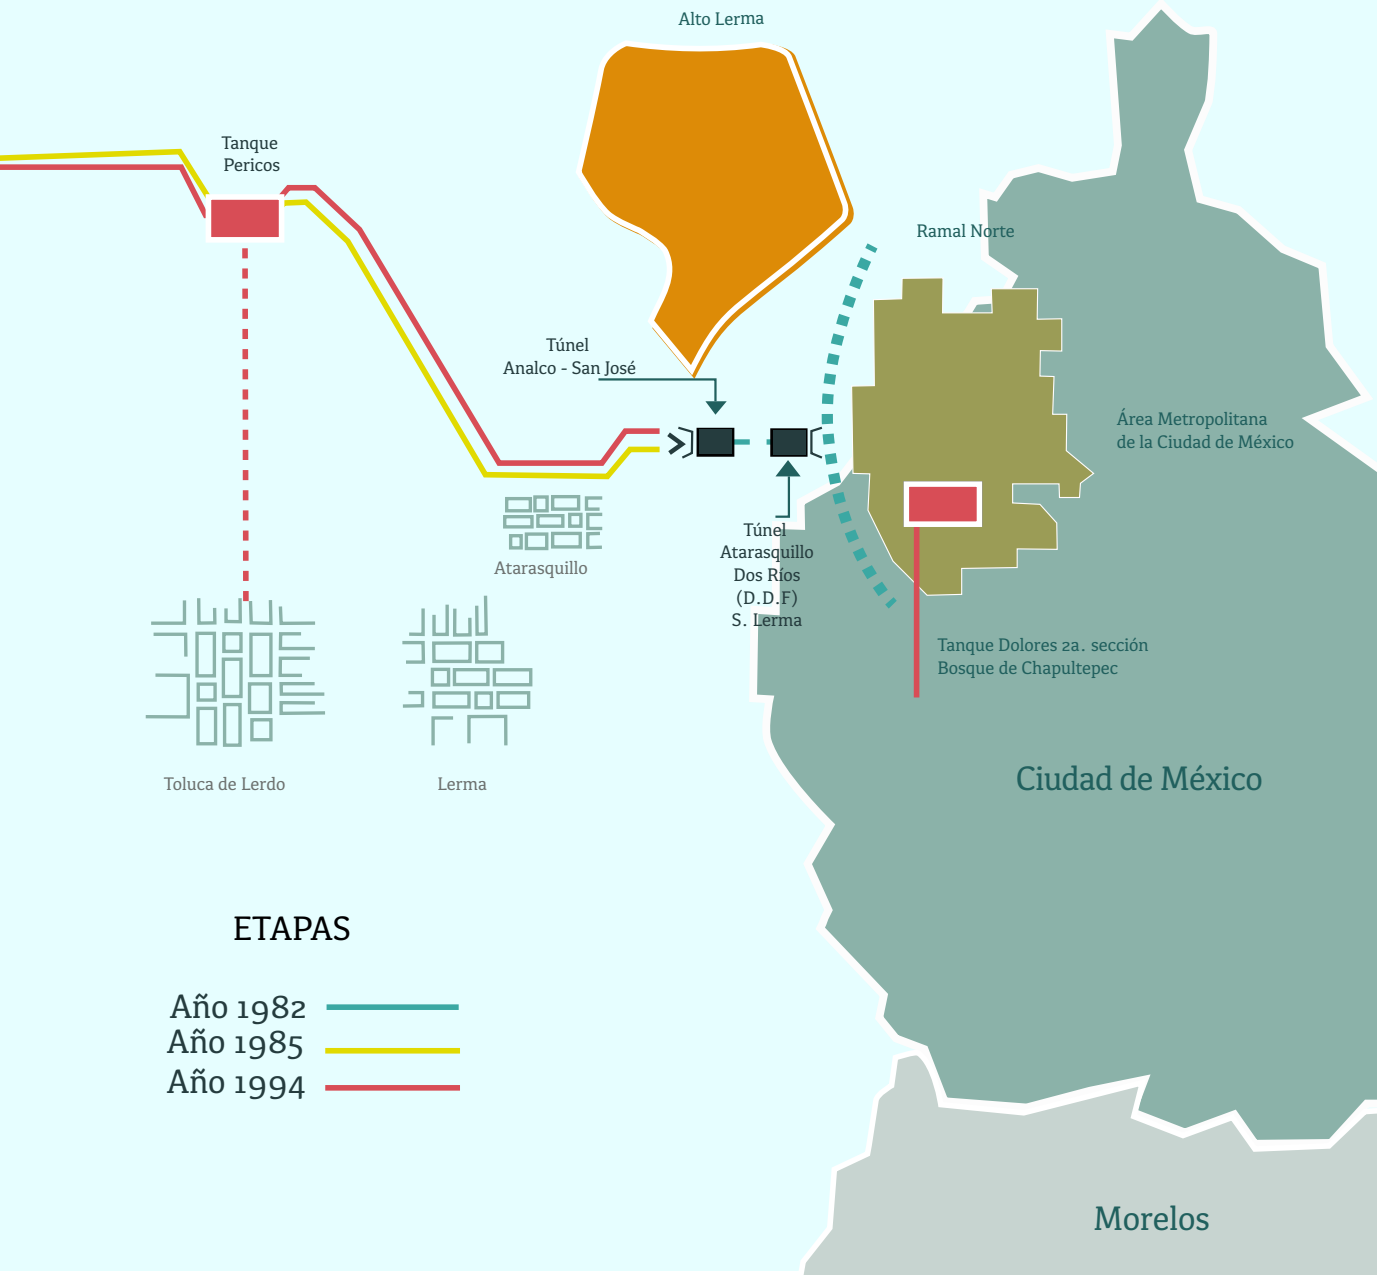 Alto Lerma
Tanque
Pericos
Ramal Norte
Túnel
Analco - San José
Área Metropolitana
de la Ciudad de México
Túnel
Atarasquillo
Dos Ríos
(D.D.F)
S. Lerma
Atarasquillo
Tanque Dolores 2a. sección
Bosque de Chapultepec
Toluca de Lerdo
Lerma
Ciudad de México
ETAPAS
Año 1982
Año 1985
Año 1994
Morelos